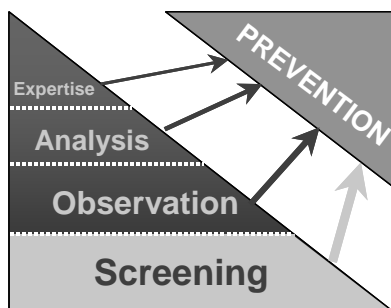 PREVENTION
Expertise
Analysis
Observation
Screening